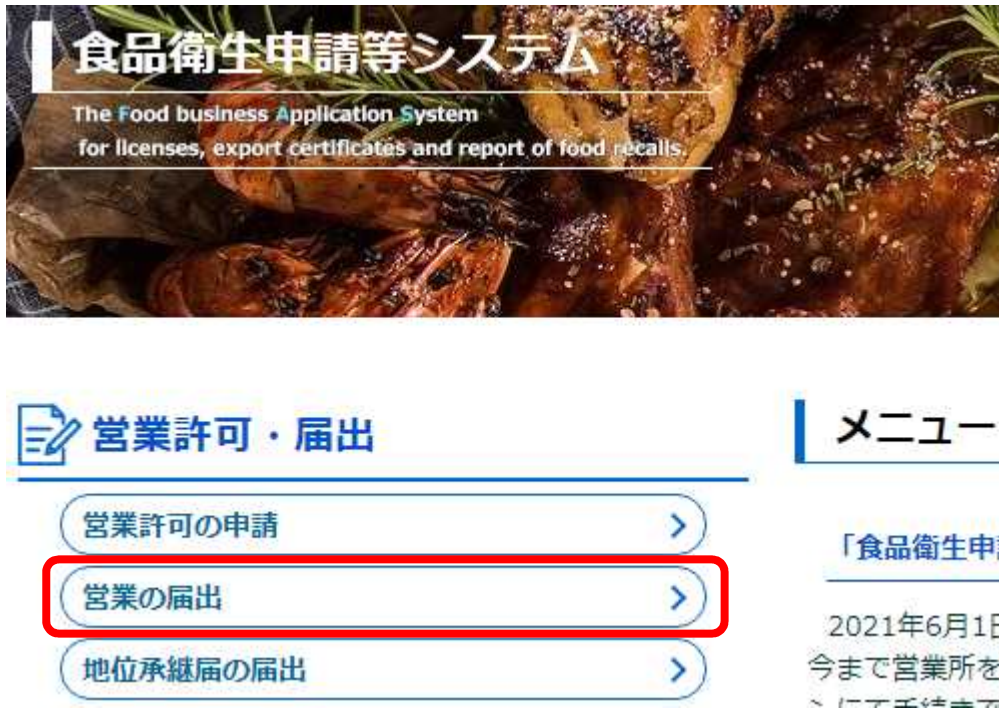 食品衛生申請等システム
The Food business Application System
for licenses, export certificates and report of food recalls.
営業許可・届出
営業許可の申請
営業の届出
地位承継届の届出
メニュー
「食品衛生申
2021年6月1日
今まで営業所を